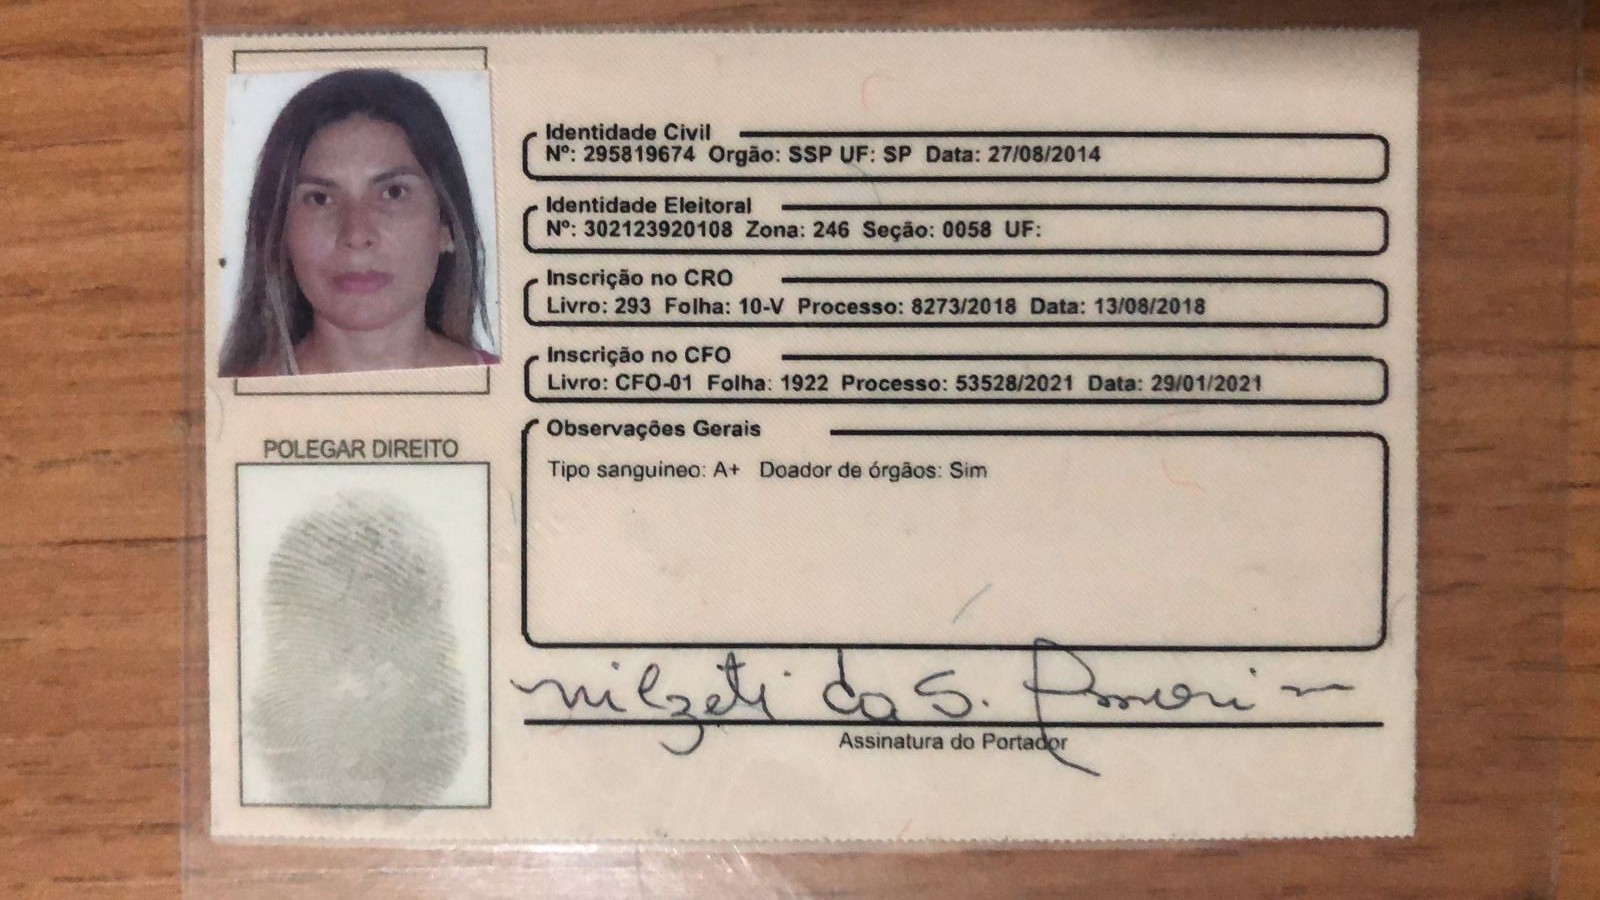 Identidade Civil
Nº: 295819674 Orgão: SSP UF: SP Data: 27/08/2014
Identidade Eleitoral
Nº: 302123920108 Zona: 246 Seção: 0058 UF:
Inscrição no CRO
Livro: 293 Folha: 10-V Processo: 8273/2018 Data: 13/08/2018
Inscrição no CFO
Livro: CFO-01 Folha: 1922 Processo: 53528/2021 Data: 29/01/2021
Observações Gerais
Tipo sanguineo: A+ Doador de órgãos: Sim
POLEGAR DIREITO
da S.
Assinatura do Portador